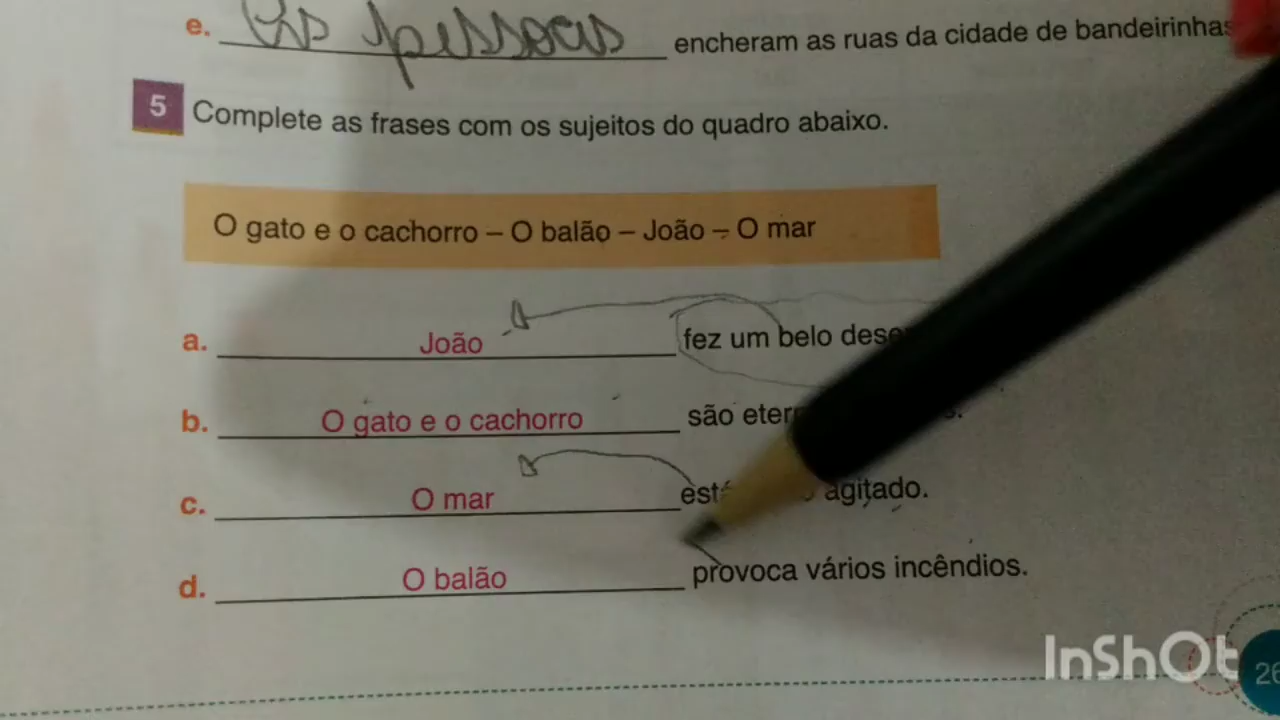 e. As pessoas encheram as ruas da cidade de bandeirinhas
5 Complete as frases com os sujeitos do quadro abaixo.
O gato e o cachorro – O balão – João – O mar
a. João fez um belo
b. O gato e o cachorro são
c. O mar está agitado.
d. O balão provoca vários incêndios.
InShOt
26